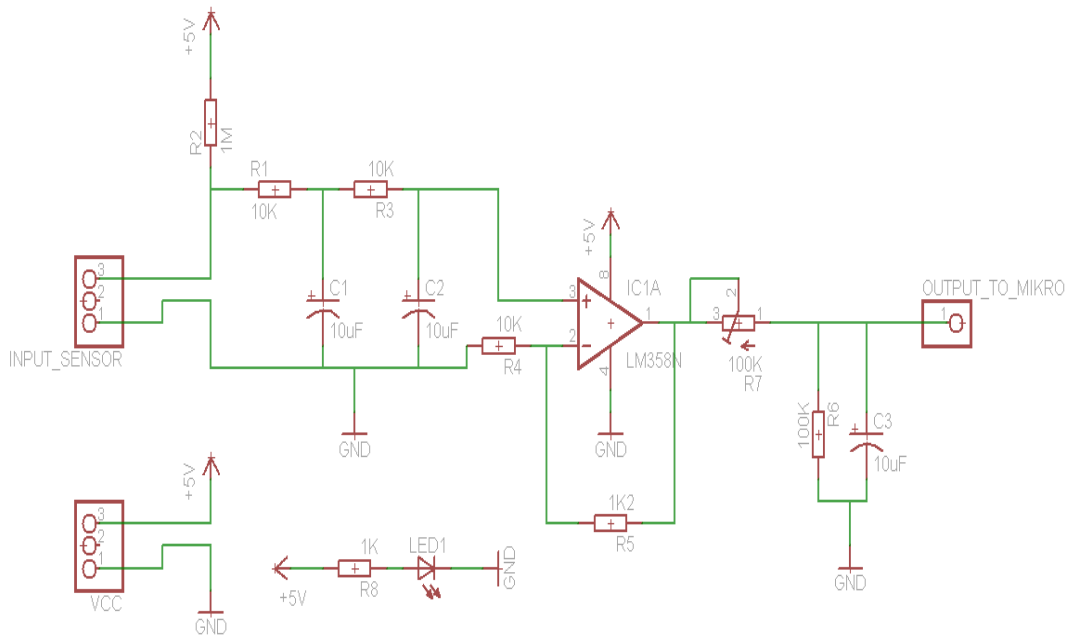 +5V
R2
1M
R1
10K
10K
R3
3
2
1
INPUT_SENSOR
+
C1
10uF
+
C2
10uF
GND
10K
R4
+5V
8
IC1A
3
+
2
-
1
4
LM358N
GND
1K2
R5
2
3
1
100K
R7
OUTPUT_TO_MIKRO
1
100K
R6
+
C3
10uF
GND
+5V
3
2
1
VCC
GND
+5V
1K
R8
LED1
GND